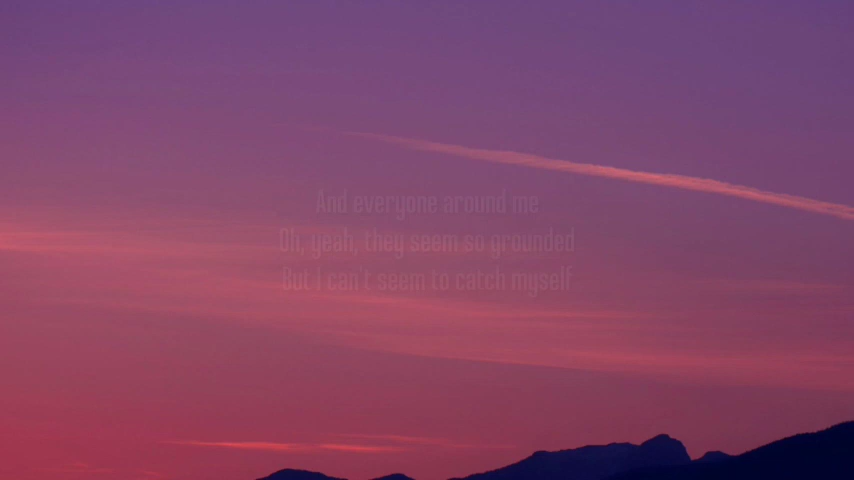 And everyone around me
Oh, yeah, they seem so grounded
But I can't seem to catch myself